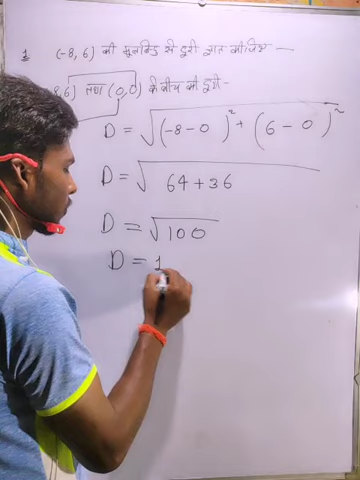 1 (-8, 6) की मूलबिन्दु से दूरी ज्ञात कीजिए —
8,6) तथा (0,0) के बीच की दूरी -
D = √(-8-0)² + (6-0)²
D = √64+36
D = √100
D = 1